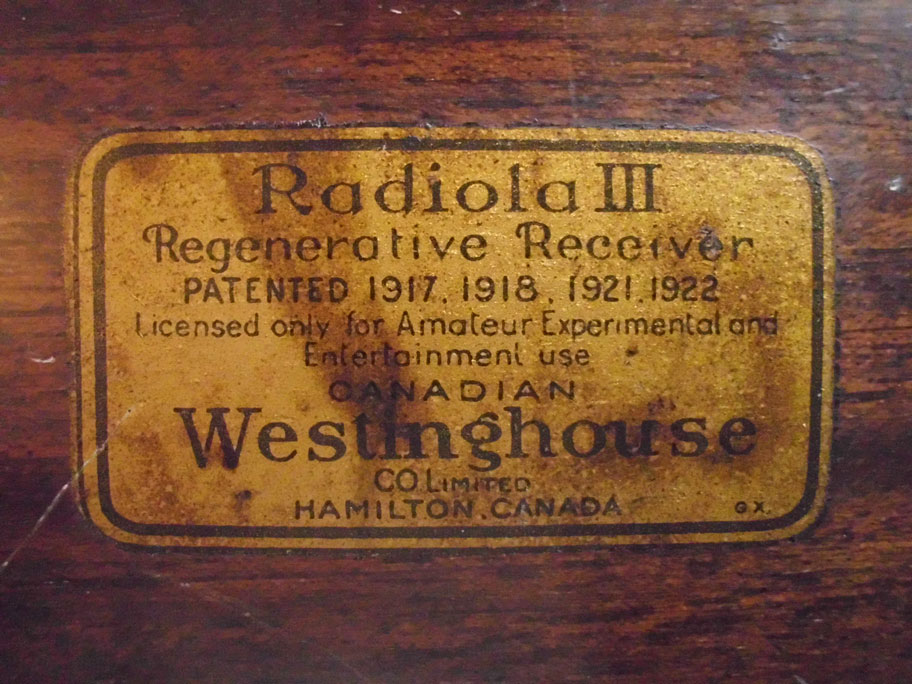 Radiola III
Regenerative Receiver
PATENTED 1917, 1918, 1921, 1922
Licensed only for Amateur Experimental and
Entertainment use
CANADIAN
Westinghouse
CO. LIMITED
HAMILTON, CANADA
GX.